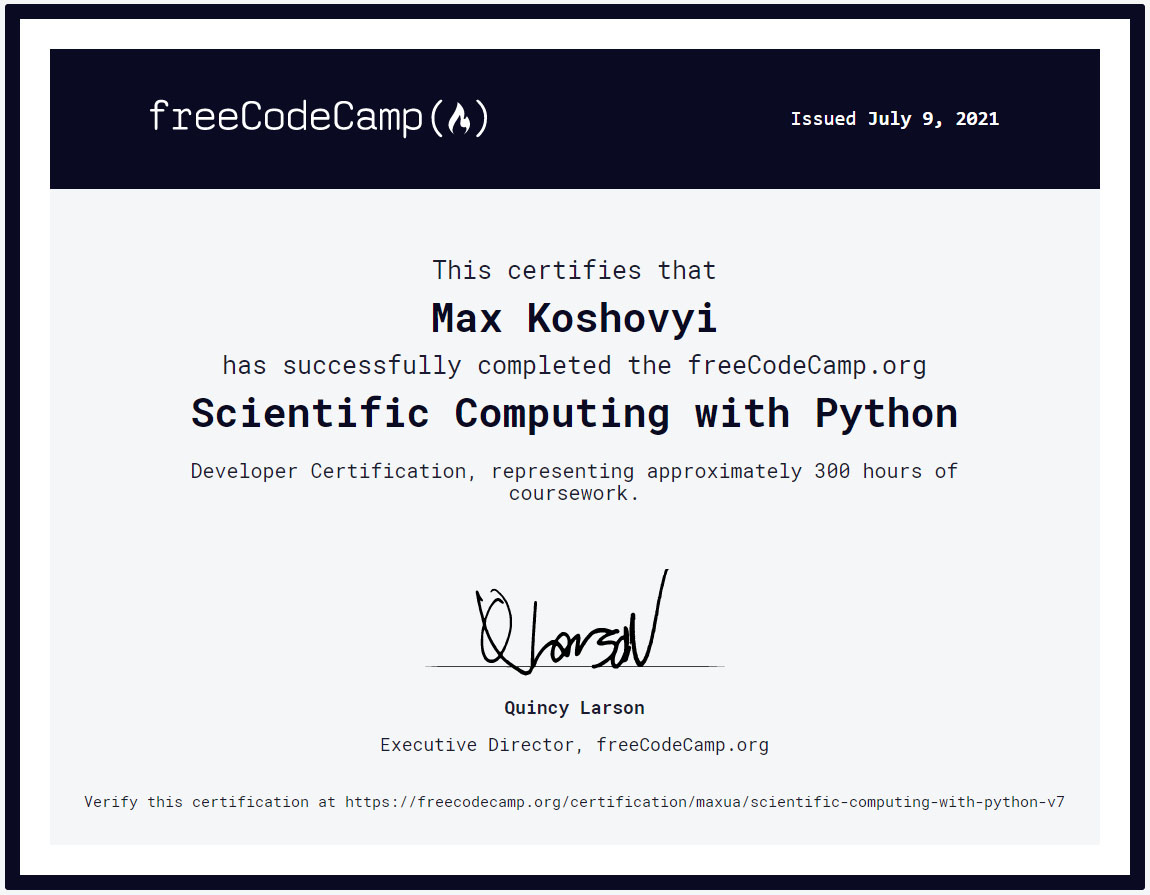 freeCodeCamp(🔥)
Issued July 9, 2021
This certifies that
Max Koshovyi
has successfully completed the freeCodeCamp.org
Scientific Computing with Python
Developer Certification, representing approximately 300 hours of
coursework.
Q Larson
Quincy Larson
Executive Director, freeCodeCamp.org
Verify this certification at https://freecodecamp.org/certification/maxua/scientific-computing-with-python-v7